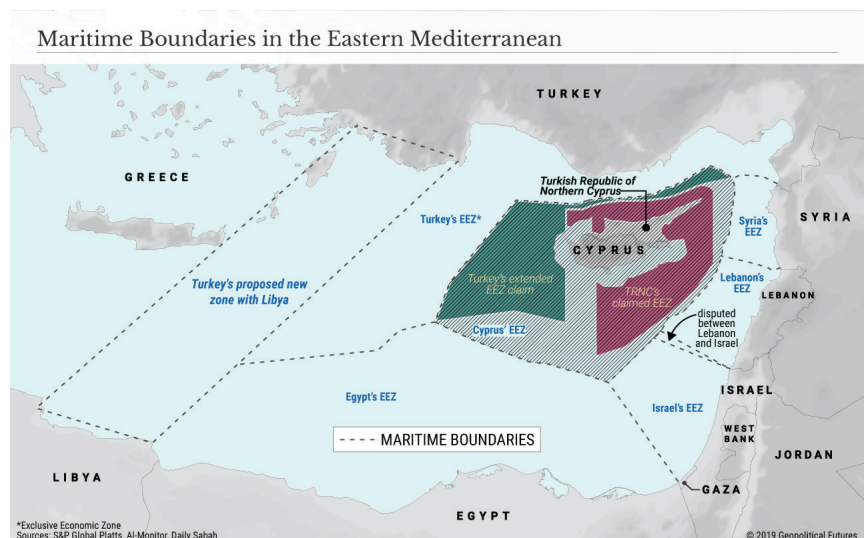 Maritime Boundaries in the Eastern Mediterranean
TURKEY
GREECE
Turkish Republic of
Northern Cyprus
Turkey's EEZ*
Syria's
EEZ
SYRIA
CYPRUS
Turkey's extended
EEZ claim
Turkey's proposed new
zone with Libya
TRNC's
claimed EEZ
Lebanon's
EEZ
LEBANON
Cyprus' EEZ
disputed
between
Lebanon
and Israel
Egypt's EEZ
Israel's EEZ
ISRAEL
WEST
BANK
MARITIME BOUNDARIES
JORDAN
LIBYA
GAZA
EGYPT
*Exclusive Economic Zone
Sources: S&P Global Platts, Al-Monitor, Daily Sabah
© 2019 Geopolitical Futures